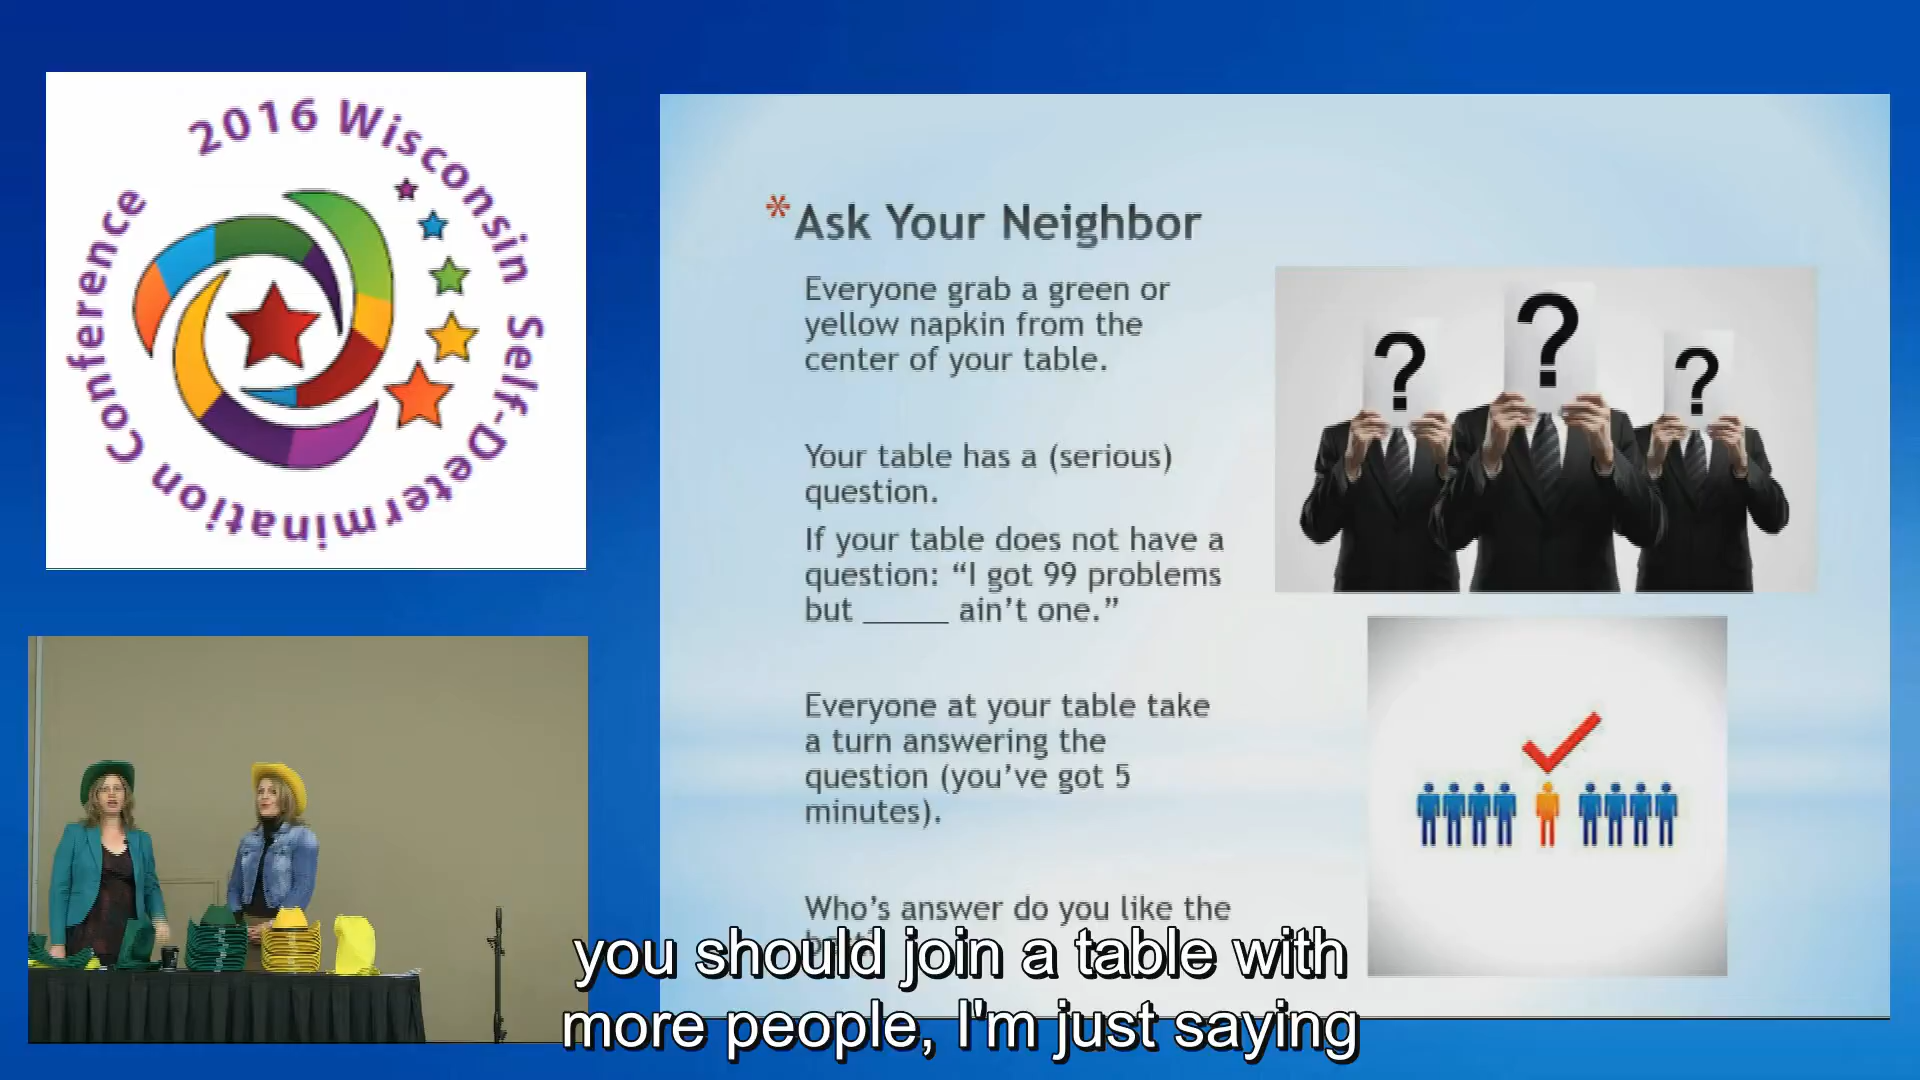 2016 Wisconsin Self-Determination Conference
*Ask Your Neighbor
Everyone grab a green or
yellow napkin from the
center of your table.
Your table has a (serious)
question.
If your table does not have a
question: “I got 99 problems
but _____ ain’t one.”
Everyone at your table take
a turn answering the
question (you’ve got 5
minutes).
Who’s answer do you like the
? ? ?
you should join a table with
more people, I'm just saying